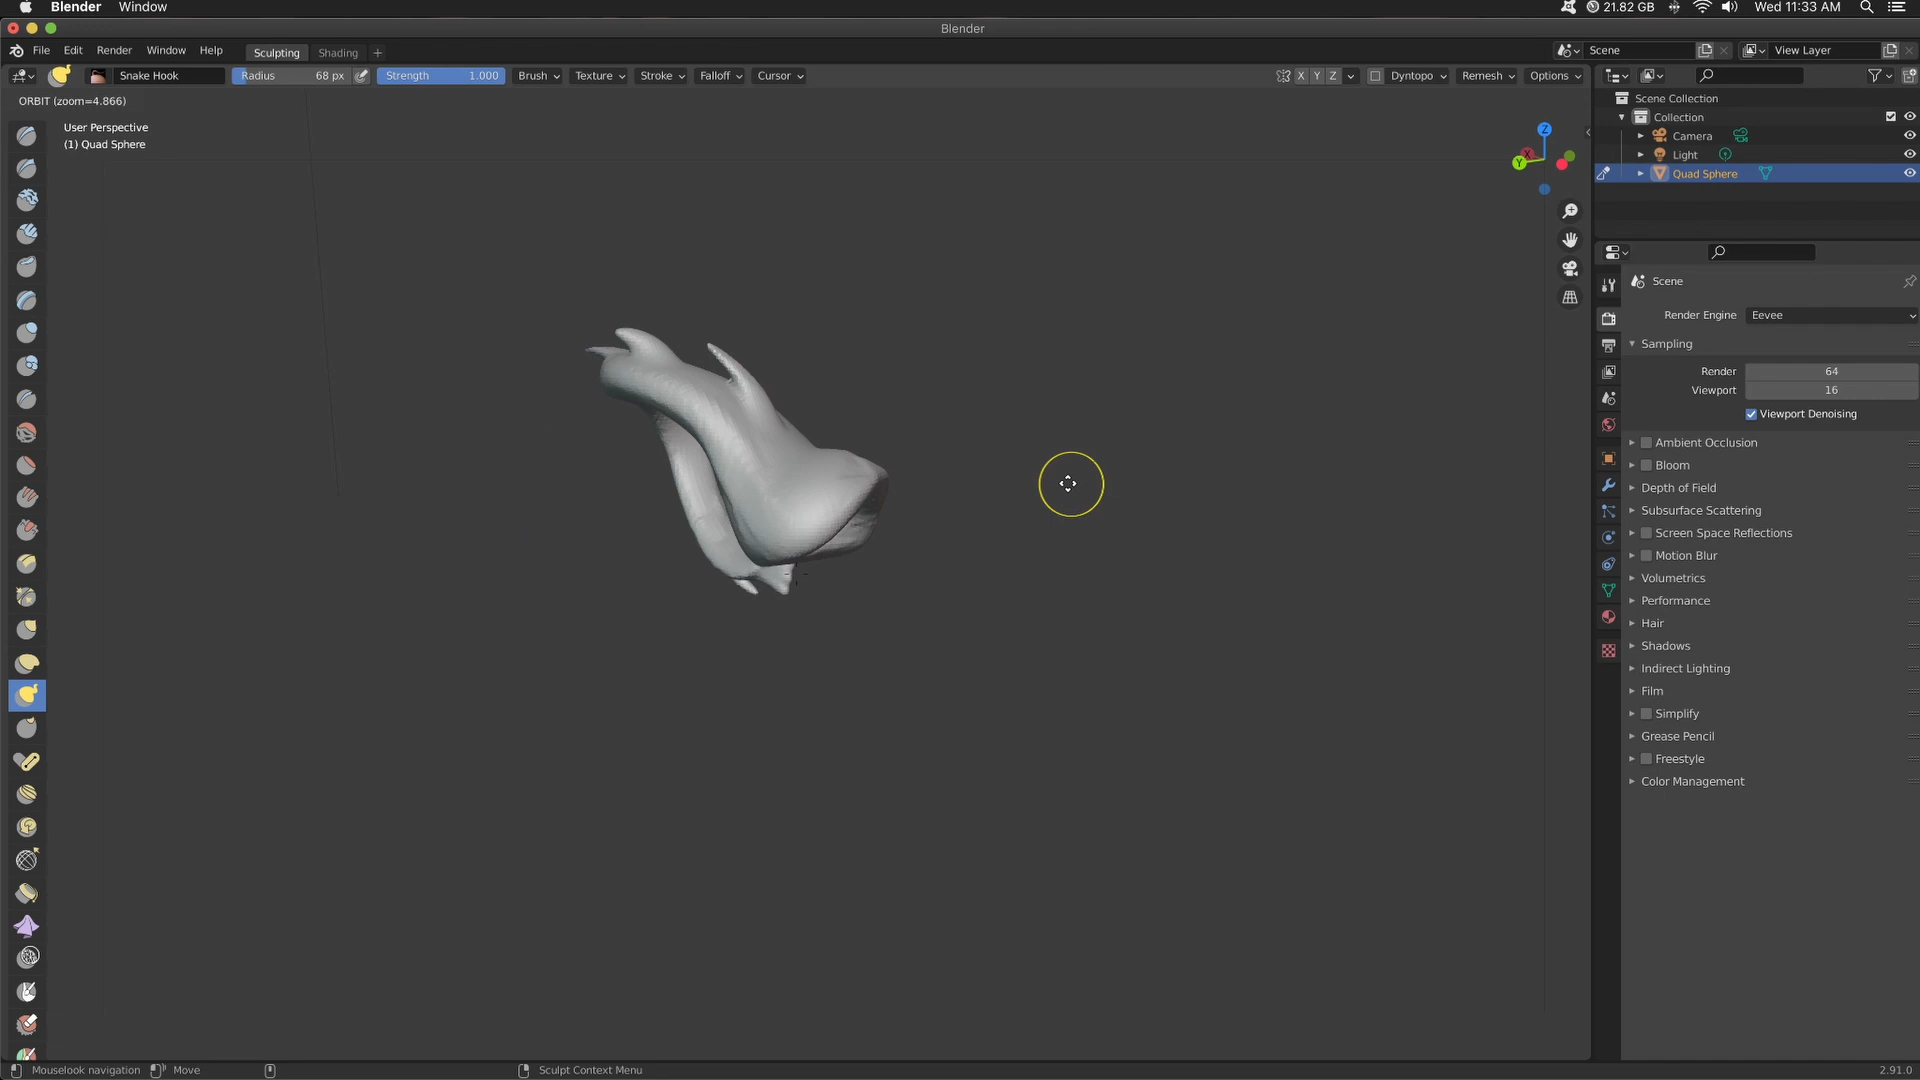 Blender Window 21.82 GB Wed 11:33 AM
Blender
File Edit Render Window Help Sculpting Shading + Scene View Layer
Snake Hook Radius 68 px Strength 1.000 Brush Texture Stroke Falloff Cursor X Y Z Dyntopo Remesh Options
ORBIT (zoom=4.866)
User Perspective
(1) Quad Sphere
Z
X
Y
Scene Collection
Collection
Camera
Light
Quad Sphere
Scene
Render Engine Eevee
Sampling
Render 64
Viewport 16
Viewport Denoising
Ambient Occlusion
Bloom
Depth of Field
Subsurface Scattering
Screen Space Reflections
Motion Blur
Volumetrics
Performance
Hair
Shadows
Indirect Lighting
Film
Simplify
Grease Pencil
Freestyle
Color Management
Mouselook navigation Move Sculpt Context Menu 2.91.0